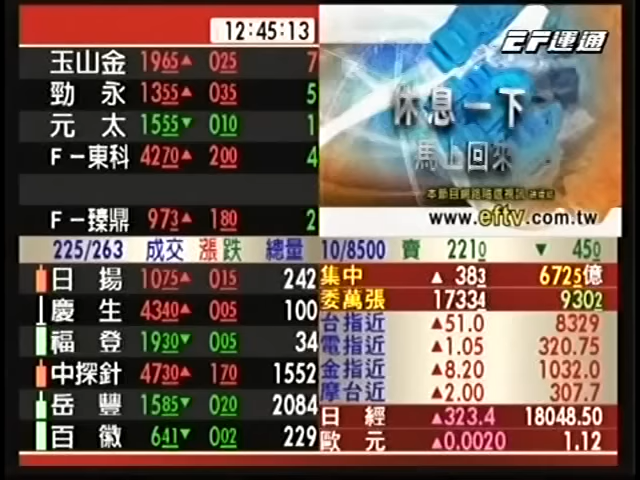 12:45:13
EF運通
玉山金 1965▲ 025 7
勁永 1355▲ 035 5
元太 1555▼ 010 1
F－東科 4270▲ 200 4
F－臻鼎 973▲ 180 2
休息一下
馬上回來
www.eftv.com.tw
225/263 成交 漲跌 總量
10/8500 賣 2210 ▼ 450
日揚 1075▲ 015 242
慶生 4340▲ 005 100
福登 1930▼ 005 34
中探針 4730▲ 170 1552
岳豐 1585▼ 020 2084
百徽 641▼ 002 229
集中 ▲383 6725億
委萬張 17334 9302
台指近 ▲51.0 8329
電指近 ▲1.05 320.75
金指近 ▲8.20 1032.0
摩台近 ▲2.00 307.7
日經 ▲323.4 18048.50
歐元 ▲0.0020 1.12